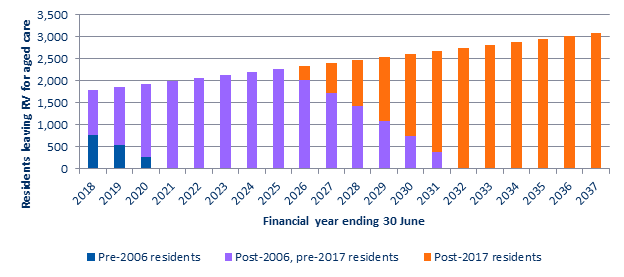 Residents leaving RV for aged care
3,500
3,000
2,500
2,000
1,500
1,000
500
0
2018 2019 2020 2021 2022 2023 2024 2025 2026 2027 2028 2029 2030 2031 2032 2033 2034 2035 2036 2037
Financial year ending 30 June
Pre-2006 residents Post-2006, pre-2017 residents Post-2017 residents